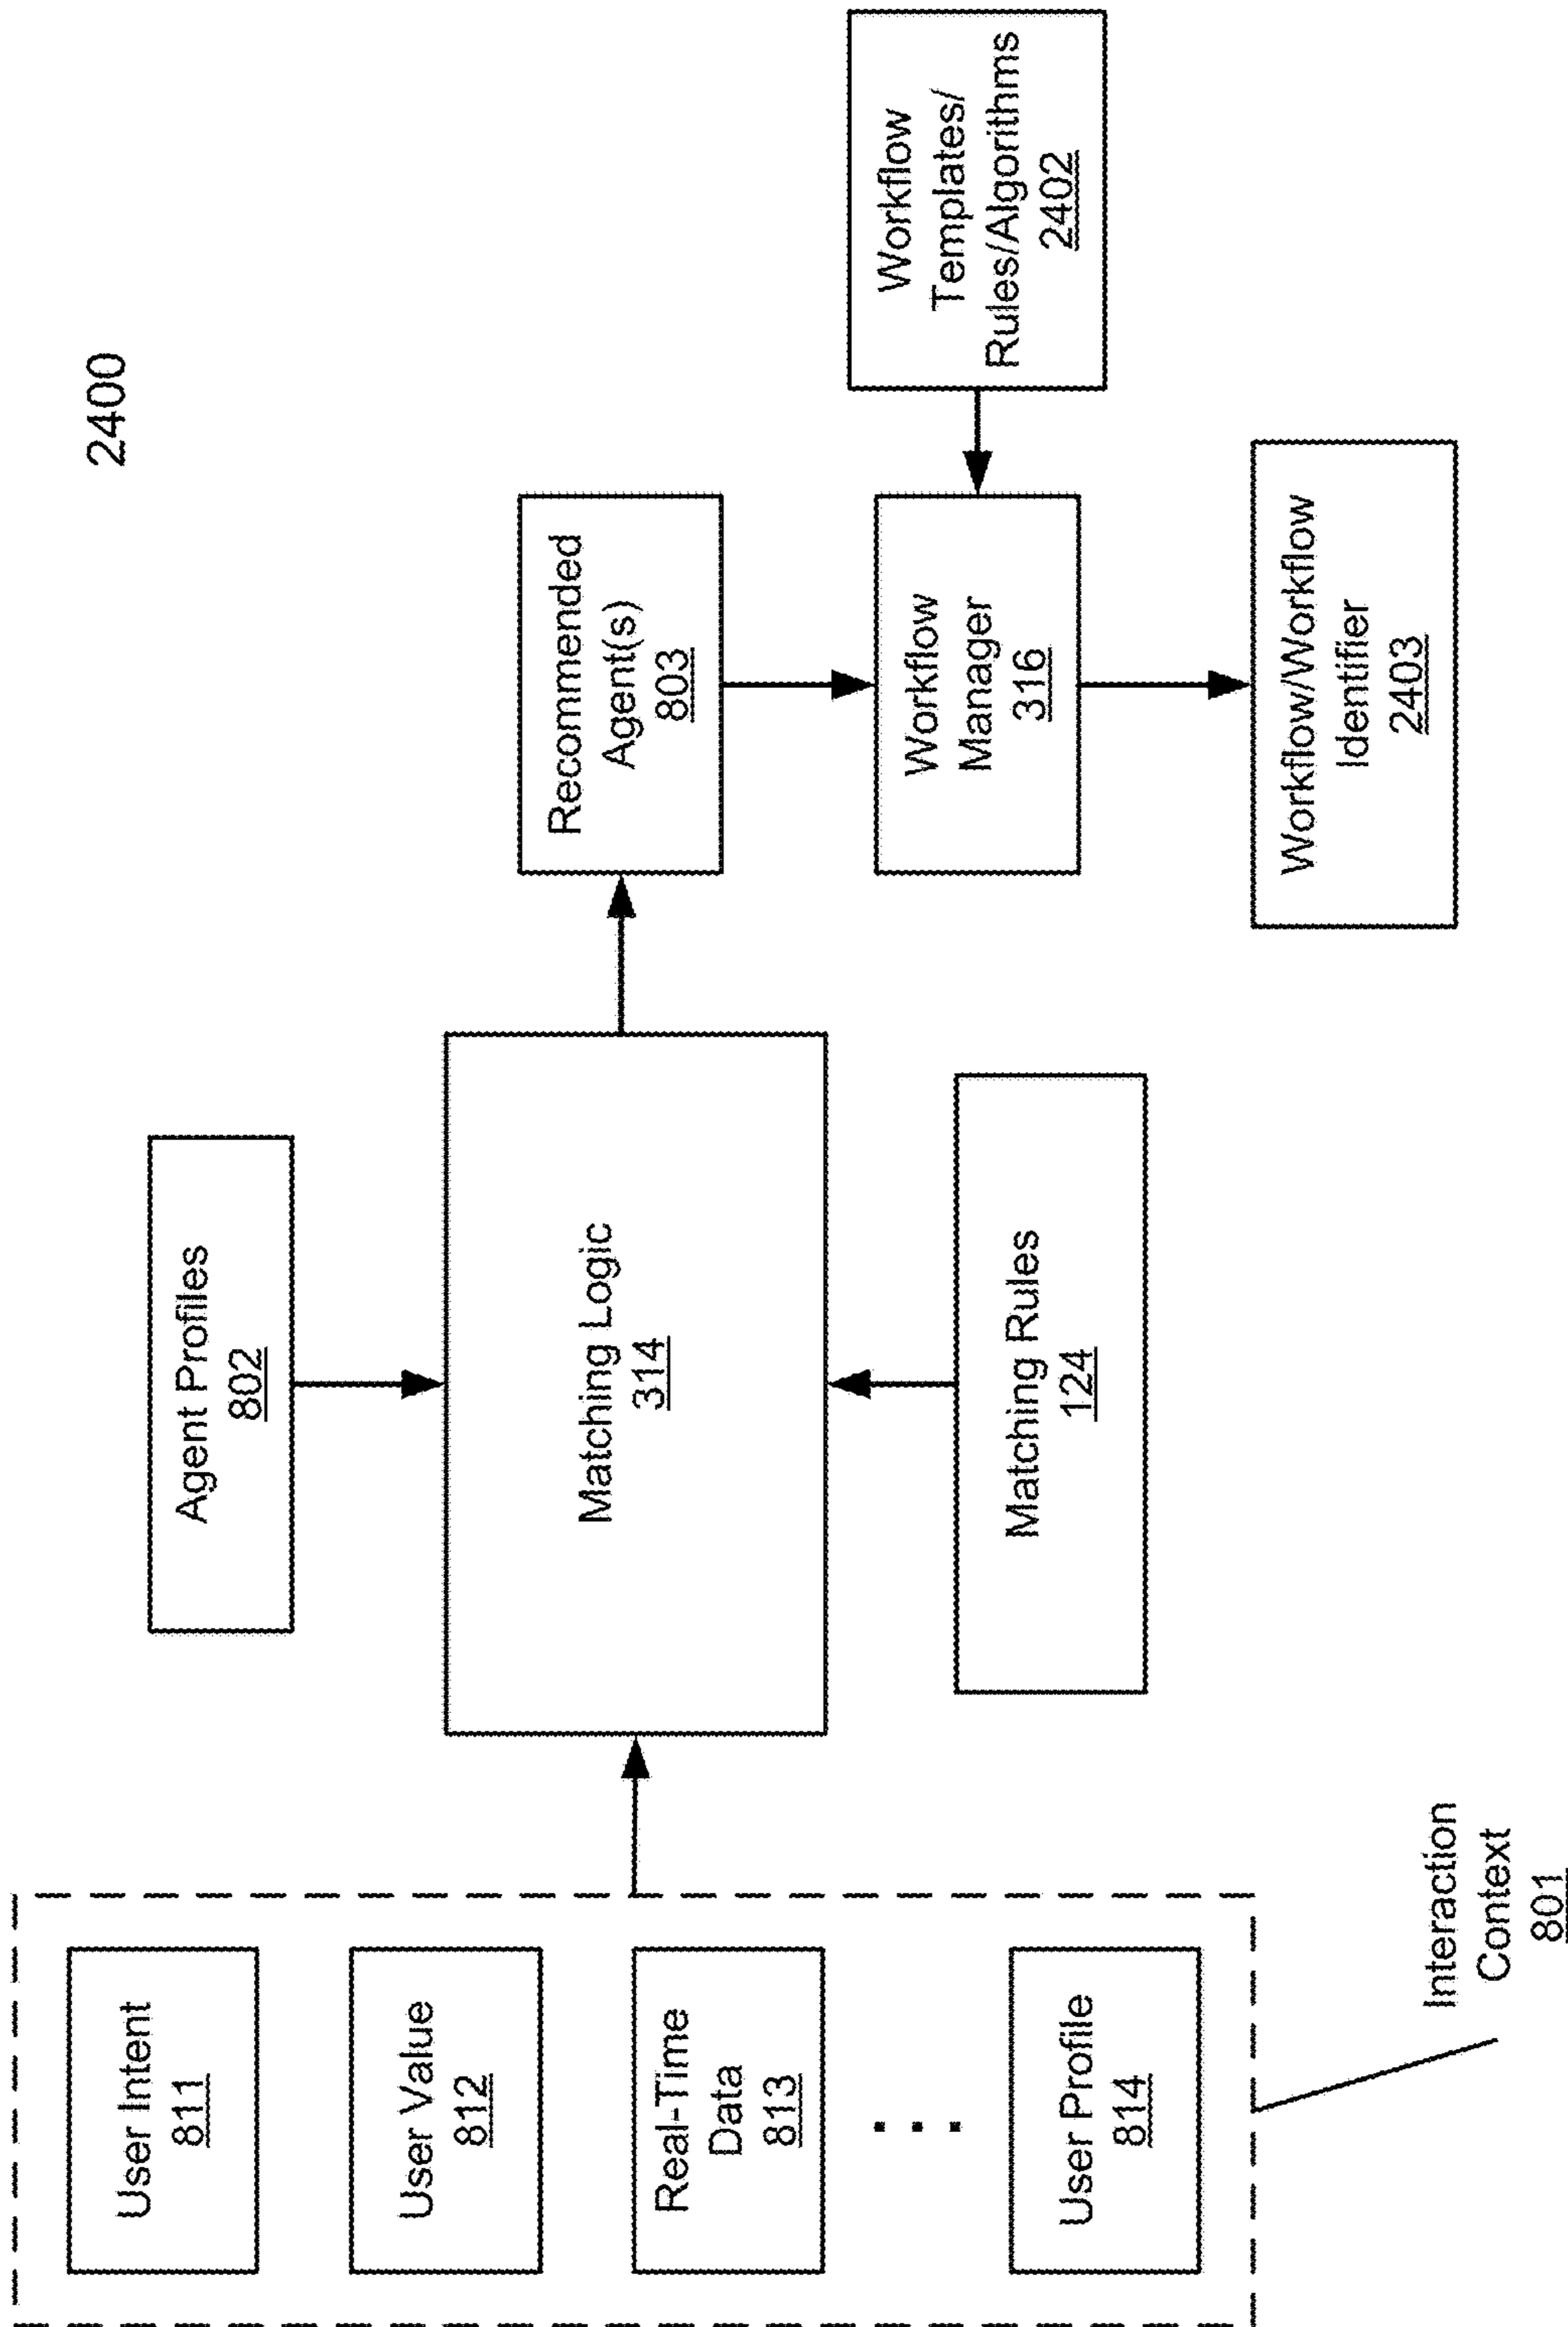 2400
User Intent
811
User Value
812
Real-Time
Data
813
. . .
User Profile
814
Interaction
Context
801
Agent Profiles
802
Matching Logic
314
Matching Rules
124
Recommended
Agent(s)
803
Workflow
Manager
316
Workflow
Templates/
Rules/Algorithms
2402
Workflow/Workflow
Identifier
2403